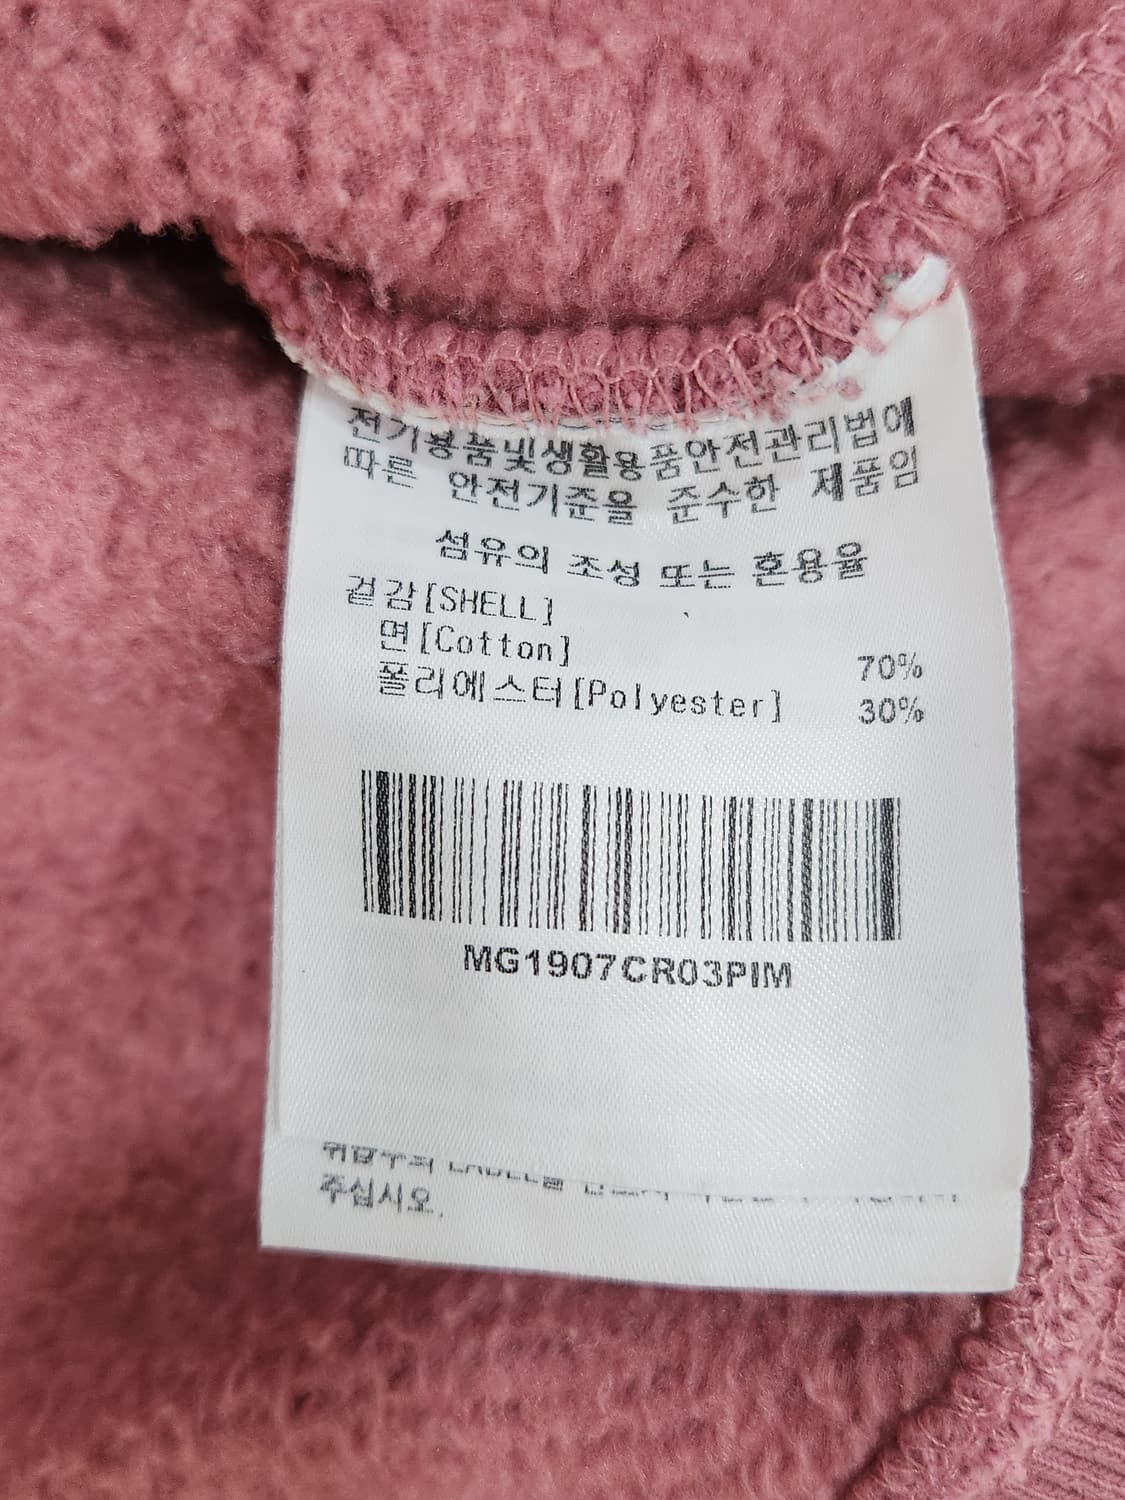 전기용품및생활용품안전관리법에
따른 안전기준을 준수한 제품임
섬유의 조성 또는 혼용율
겉감[SHELL]
면[Cotton] 70%
폴리에스터[Polyester] 30%
MG1907CR03PIM
주십시오.